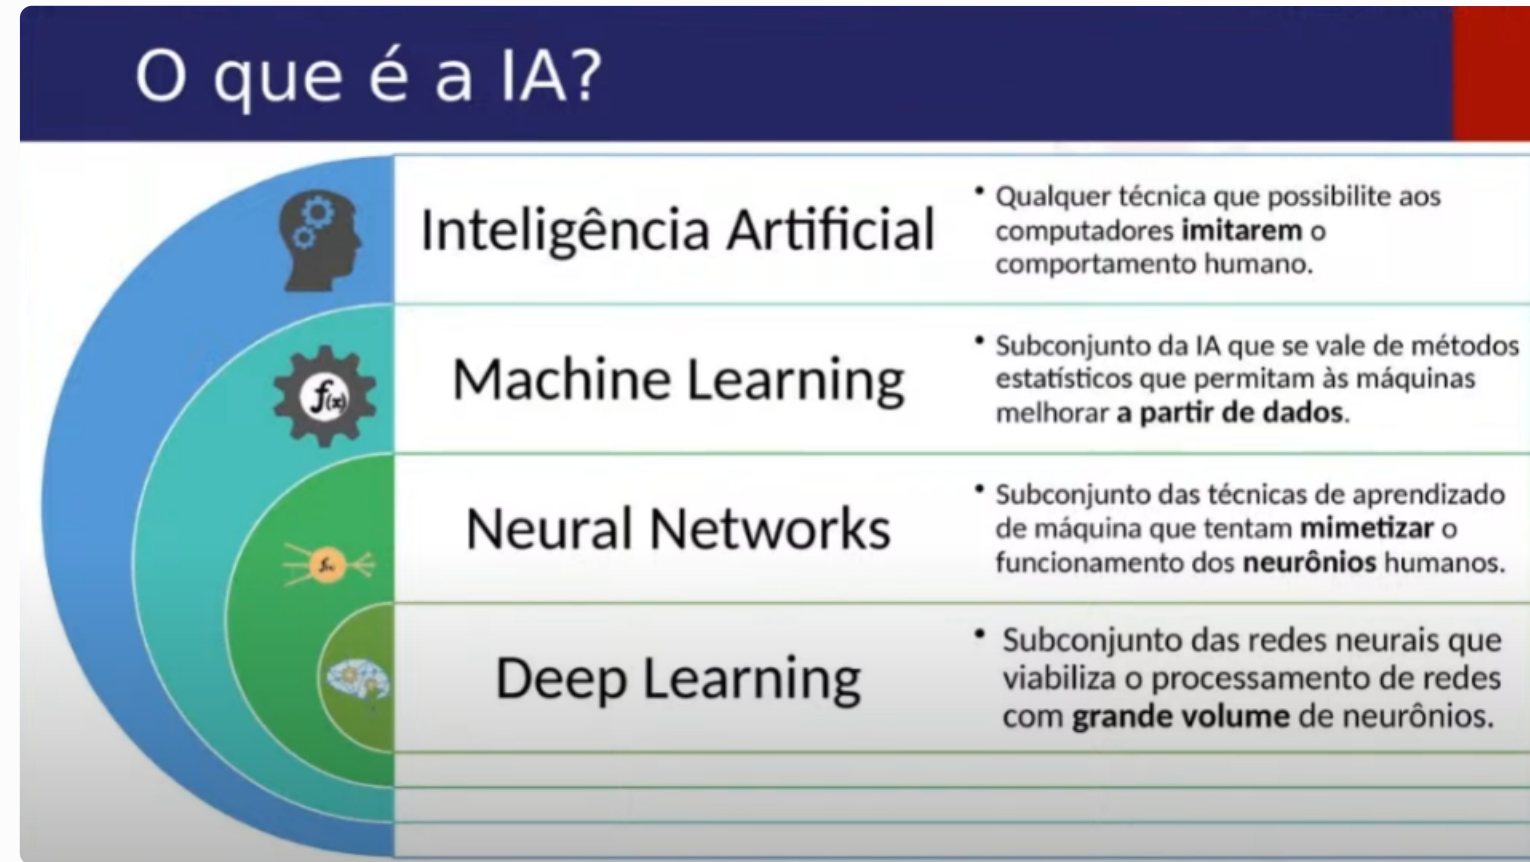 O que é a IA?
Inteligência Artificial
• Qualquer técnica que possibilite aos
computadores imitarem o
comportamento humano.
f(x)
Machine Learning
• Subconjunto da IA que se vale de métodos
estatísticos que permitam às máquinas
melhorar a partir de dados.
Neural Networks
• Subconjunto das técnicas de aprendizado
de máquina que tentam mimetizar o
funcionamento dos neurônios humanos.
Deep Learning
• Subconjunto das redes neurais que
viabiliza o processamento de redes
com grande volume de neurônios.